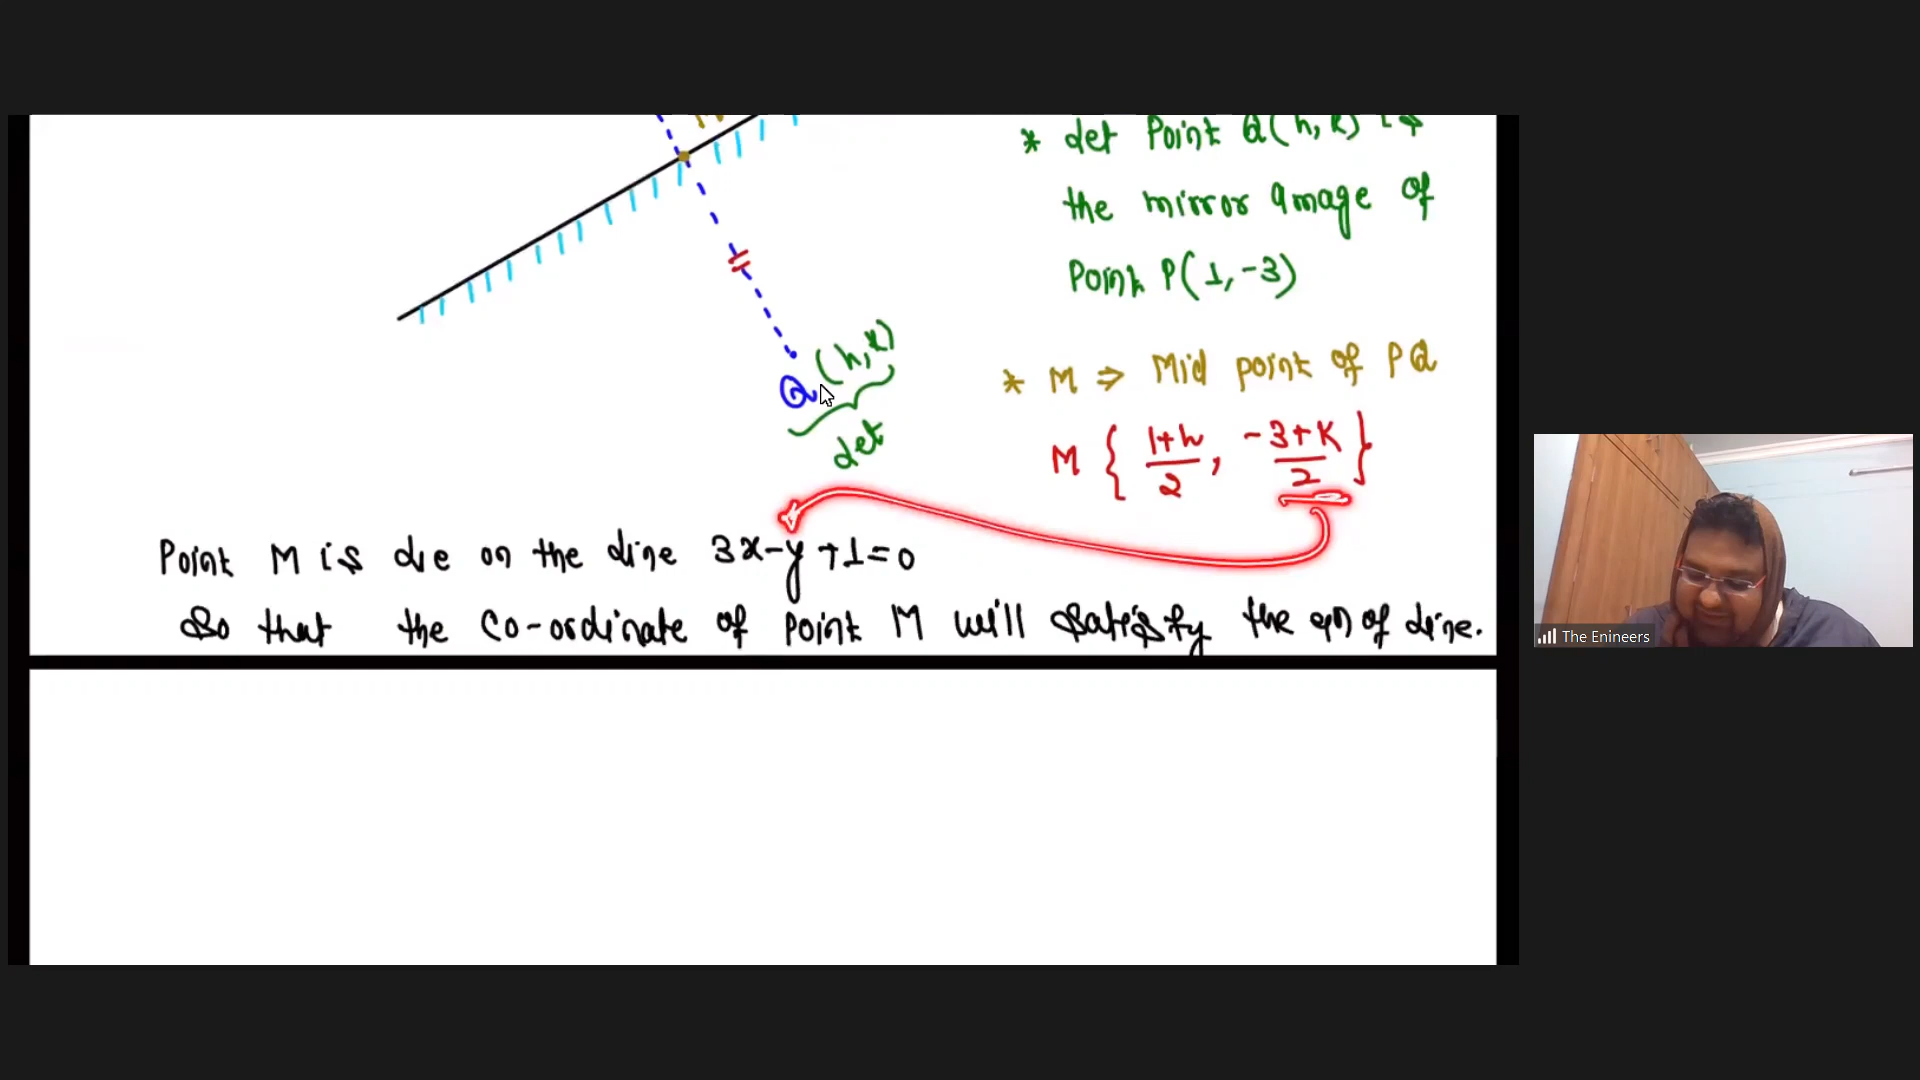 * Let Point Q(h, k) is
the mirror Image of
Point P(1, -3)
Q (h, k)
Let
* M ⇒ Mid point of PQ
M { 1+h/2, -3+k/2 }
Point M is lie on the line 3x-y+1=0
So that the Co-ordinate of point M will satisfy the eqn of line.
The Enineers